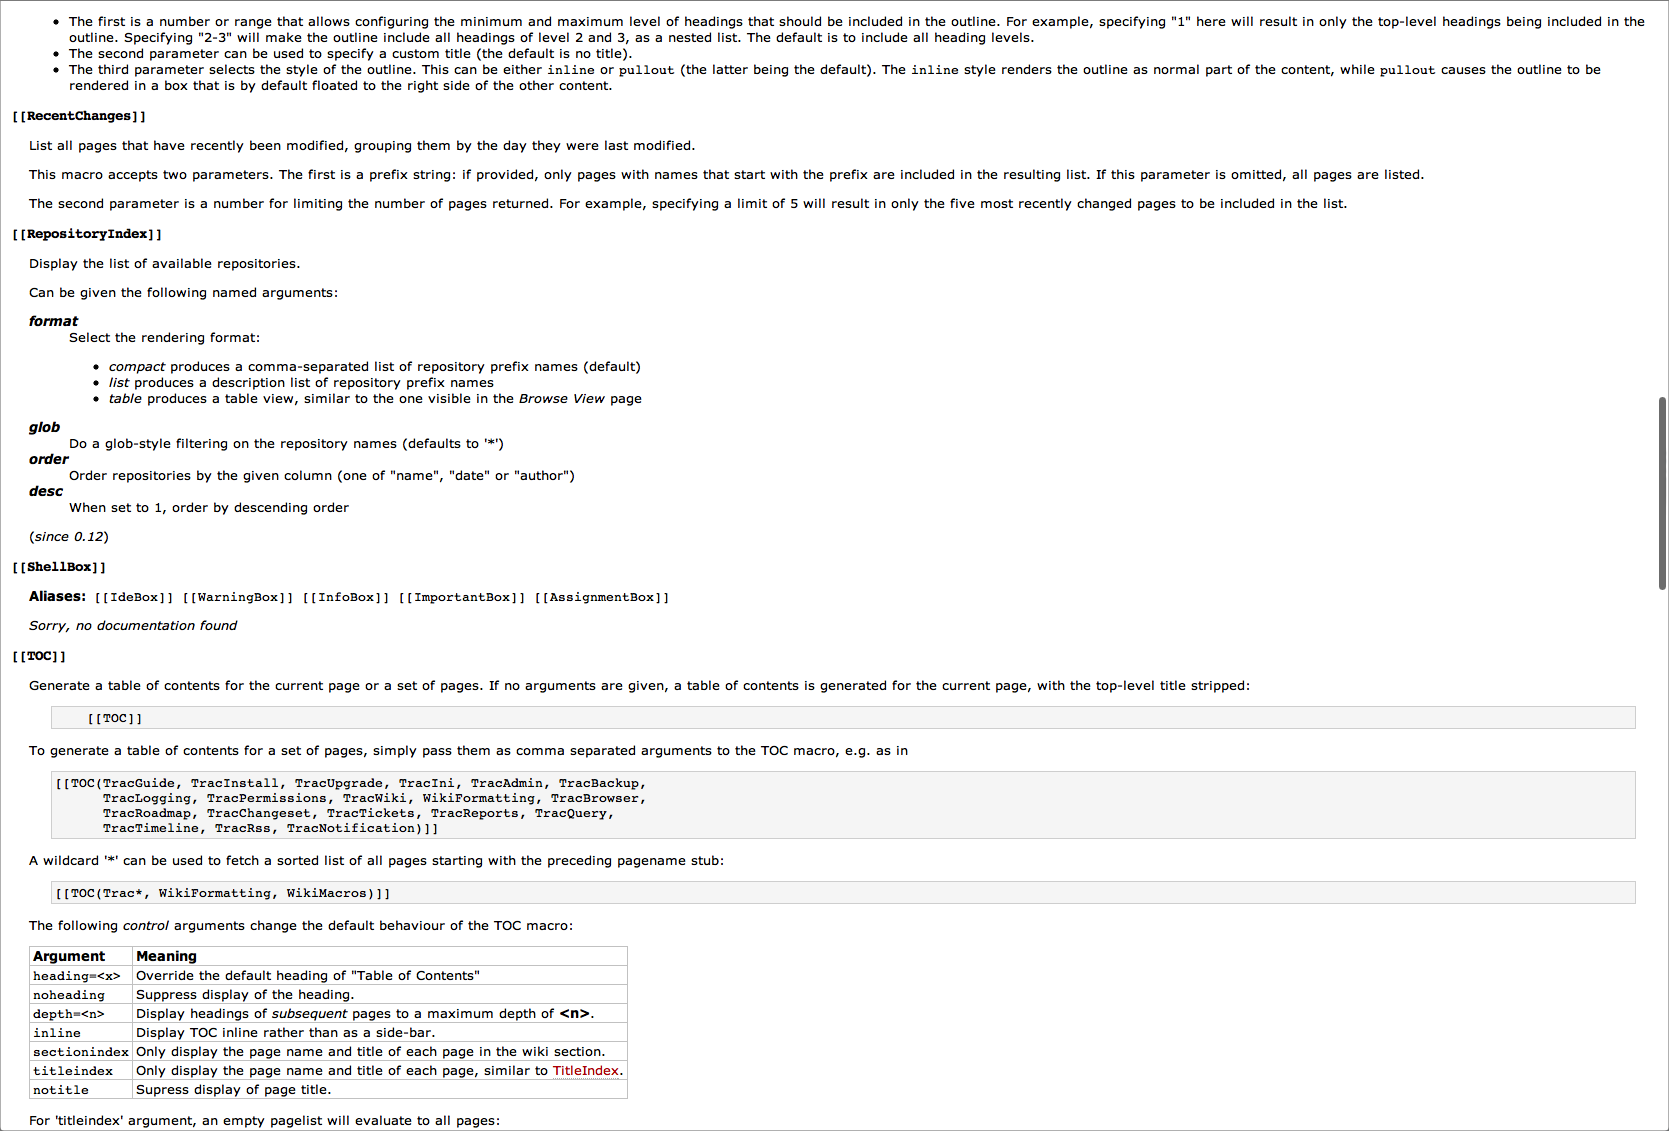 The first is a number or range that allows configuring the minimum and maximum level of headings that should be included in the outline. For example, specifying "1" here will result in only the top-level headings being included in the
outline. Specifying "2-3" will make the outline include all headings of level 2 and 3, as a nested list. The default is to include all heading levels.
The second parameter can be used to specify a custom title (the default is no title).
The third parameter selects the style of the outline. This can be either inline or pullout (the latter being the default). The inline style renders the outline as normal part of the content, while pullout causes the outline to be
rendered in a box that is by default floated to the right side of the other content.
[[RecentChanges]]
List all pages that have recently been modified, grouping them by the day they were last modified.
This macro accepts two parameters. The first is a prefix string: if provided, only pages with names that start with the prefix are included in the resulting list. If this parameter is omitted, all pages are listed.
The second parameter is a number for limiting the number of pages returned. For example, specifying a limit of 5 will result in only the five most recently changed pages to be included in the list.
[[RepositoryIndex]]
Display the list of available repositories.
Can be given the following named arguments:
format
Select the rendering format:
compact produces a comma-separated list of repository prefix names (default)
list produces a description list of repository prefix names
table produces a table view, similar to the one visible in the Browse View page
glob
Do a glob-style filtering on the repository names (defaults to '*')
order
Order repositories by the given column (one of "name", "date" or "author")
desc
When set to 1, order by descending order
(since 0.12)
[[ShellBox]]
Aliases: [[IdeBox]] [[WarningBox]] [[InfoBox]] [[ImportantBox]] [[AssignmentBox]]
Sorry, no documentation found
[[TOC]]
Generate a table of contents for the current page or a set of pages. If no arguments are given, a table of contents is generated for the current page, with the top-level title stripped:
[[TOC]]
To generate a table of contents for a set of pages, simply pass them as comma separated arguments to the TOC macro, e.g. as in
[[TOC(TracGuide, TracInstall, TracUpgrade, TracIni, TracAdmin, TracBackup,
TracLogging, TracPermissions, TracWiki, WikiFormatting, TracBrowser,
TracRoadmap, TracChangeset, TracTickets, TracReports, TracQuery,
TracTimeline, TracRss, TracNotification)]]
A wildcard '*' can be used to fetch a sorted list of all pages starting with the preceding pagename stub:
[[TOC(Trac*, WikiFormatting, WikiMacros)]]
The following control arguments change the default behaviour of the TOC macro:
Argument Meaning
heading=<x> Override the default heading of "Table of Contents"
noheading Suppress display of the heading.
depth=<n> Display headings of subsequent pages to a maximum depth of <n>.
inline Display TOC inline rather than as a side-bar.
sectionindex Only display the page name and title of each page in the wiki section.
titleindex Only display the page name and title of each page, similar to TitleIndex.
notitle Supress display of page title.
For 'titleindex' argument, an empty pagelist will evaluate to all pages: